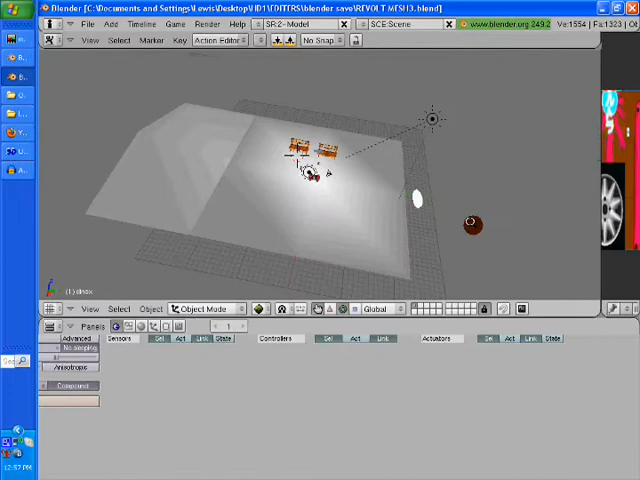 Blender [C:\Documents and Settings\Lewis\Desktop\HD1\EDITERS\blender save\REVOLT MESH3.blend]
File Add Timeline Game Render Help SR:2-Model SCE:Scene www.blender.org 249.2 Ve:1554 | Fa:1323 | Ob
View Select Marker Key Action Editor No Snap
(1) dinox
View Select Object Object Mode Global
Panels 1
Advanced Sensors Sel Act Link State Controllers Sel Act Link Actuators Sel Act Link State
No sleeping
Anisotropic
Compound
12:57 PM